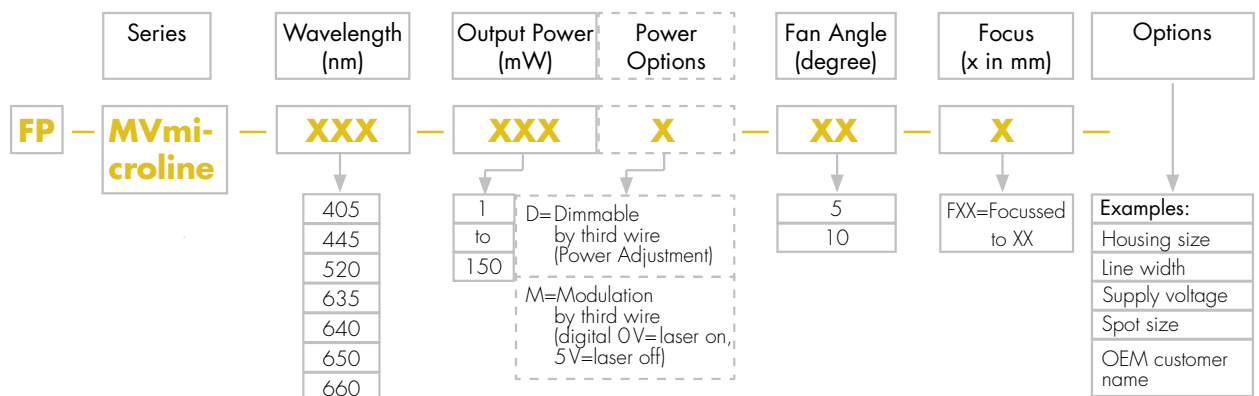 Series
Wavelength
(nm)
Output Power
(mW)
Power
Options
Fan Angle
(degree)
Focus
(x in mm)
Options
FP – MVmi- – XXX – XXX X – XX – X –
croline
405
445
520
635
640
650
660
1
to
150
D= Dimmable
by third wire
(Power Adjustment)
M=Modulation
by third wire
(digital 0V=laser on,
5V=laser off)
5
10
FXX=Focussed
to XX
Examples:
Housing size
Line width
Supply voltage
Spot size
OEM customer
name